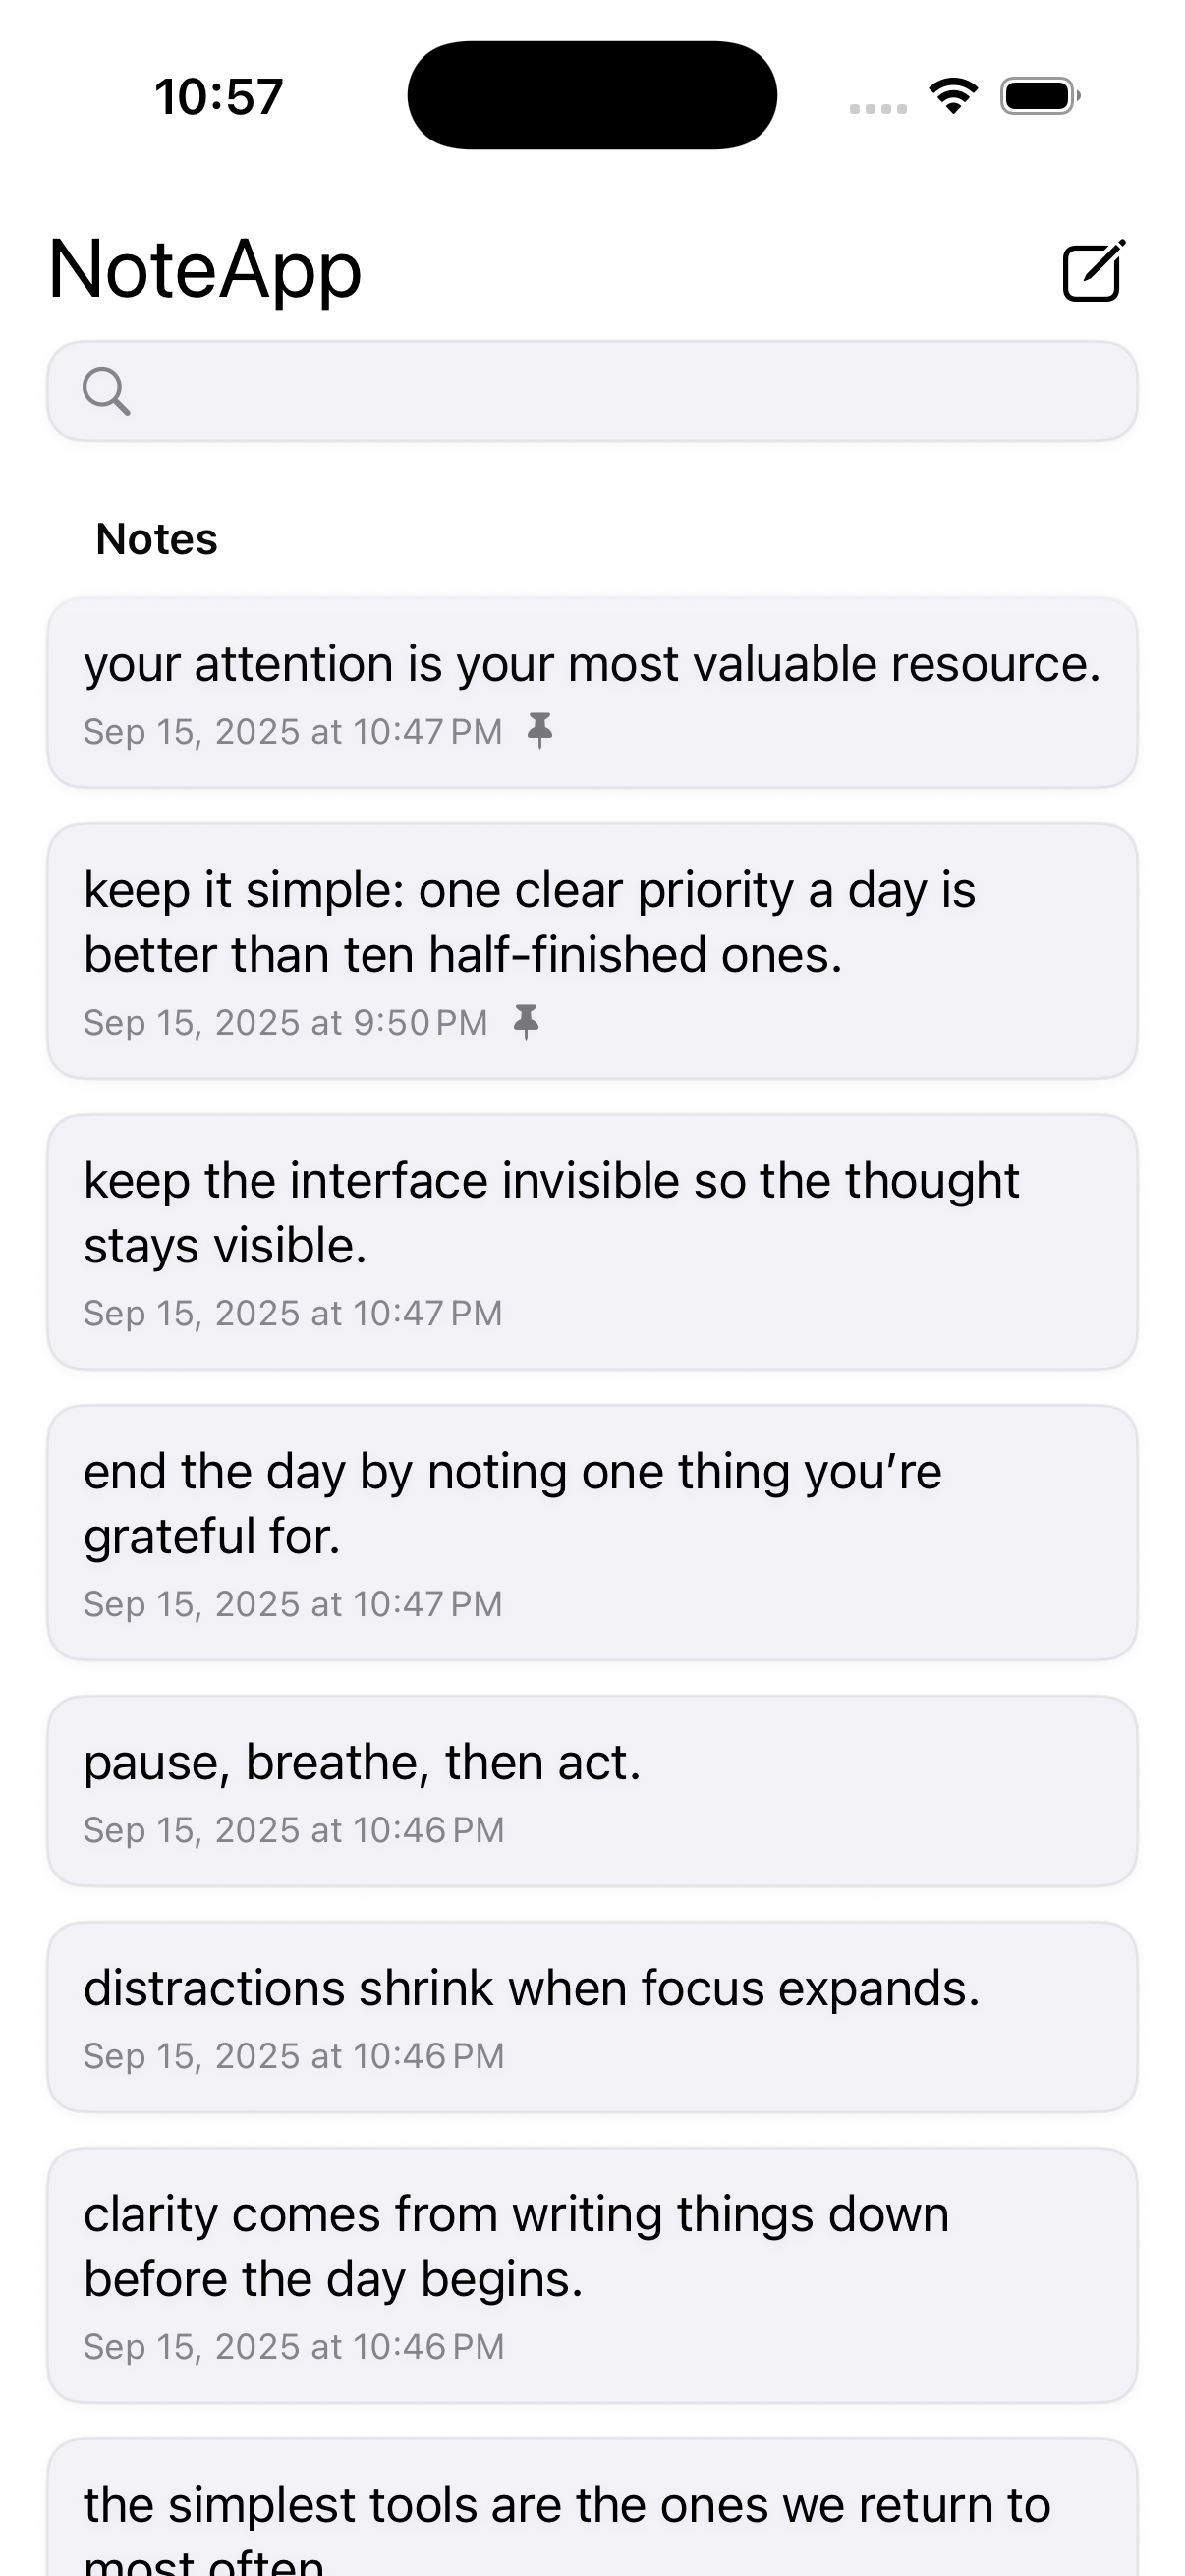 10:57
NoteApp
Notes
your attention is your most valuable resource.
Sep 15, 2025 at 10:47 PM
keep it simple: one clear priority a day is
better than ten half-finished ones.
Sep 15, 2025 at 9:50 PM
keep the interface invisible so the thought
stays visible.
Sep 15, 2025 at 10:47 PM
end the day by noting one thing you’re
grateful for.
Sep 15, 2025 at 10:47 PM
pause, breathe, then act.
Sep 15, 2025 at 10:46 PM
distractions shrink when focus expands.
Sep 15, 2025 at 10:46 PM
clarity comes from writing things down
before the day begins.
Sep 15, 2025 at 10:46 PM
the simplest tools are the ones we return to
most often.